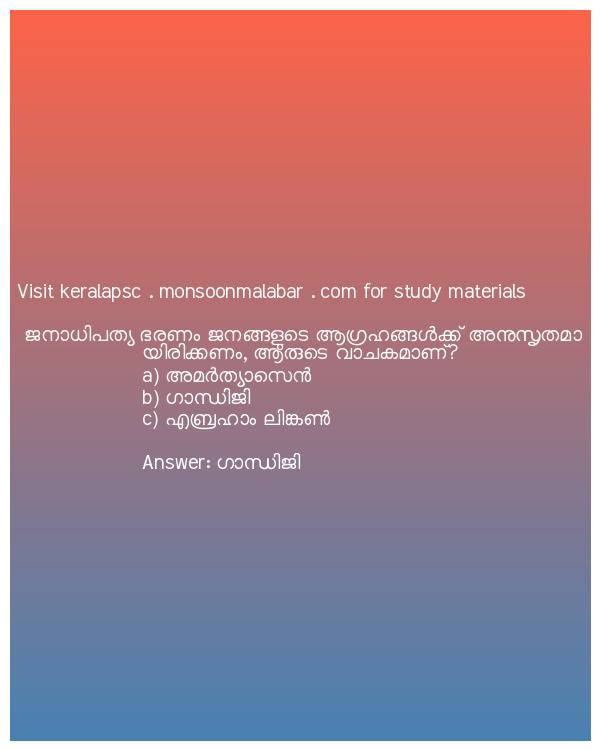 Visit keralapsc . monsoonmalabar . com for study materials
ജനാധിപത്യ ഭരണം ജനങ്ങളുടെ ആഗ്രഹങ്ങൾക്ക് അനുസൃതമാ
യിരിക്കണം, ആരുടെ വാചകമാണ്?
a) അമർത്യാസെൻ
b) ഗാന്ധിജി
c) എബ്രഹാം ലിങ്കൺ
Answer: ഗാന്ധിജി